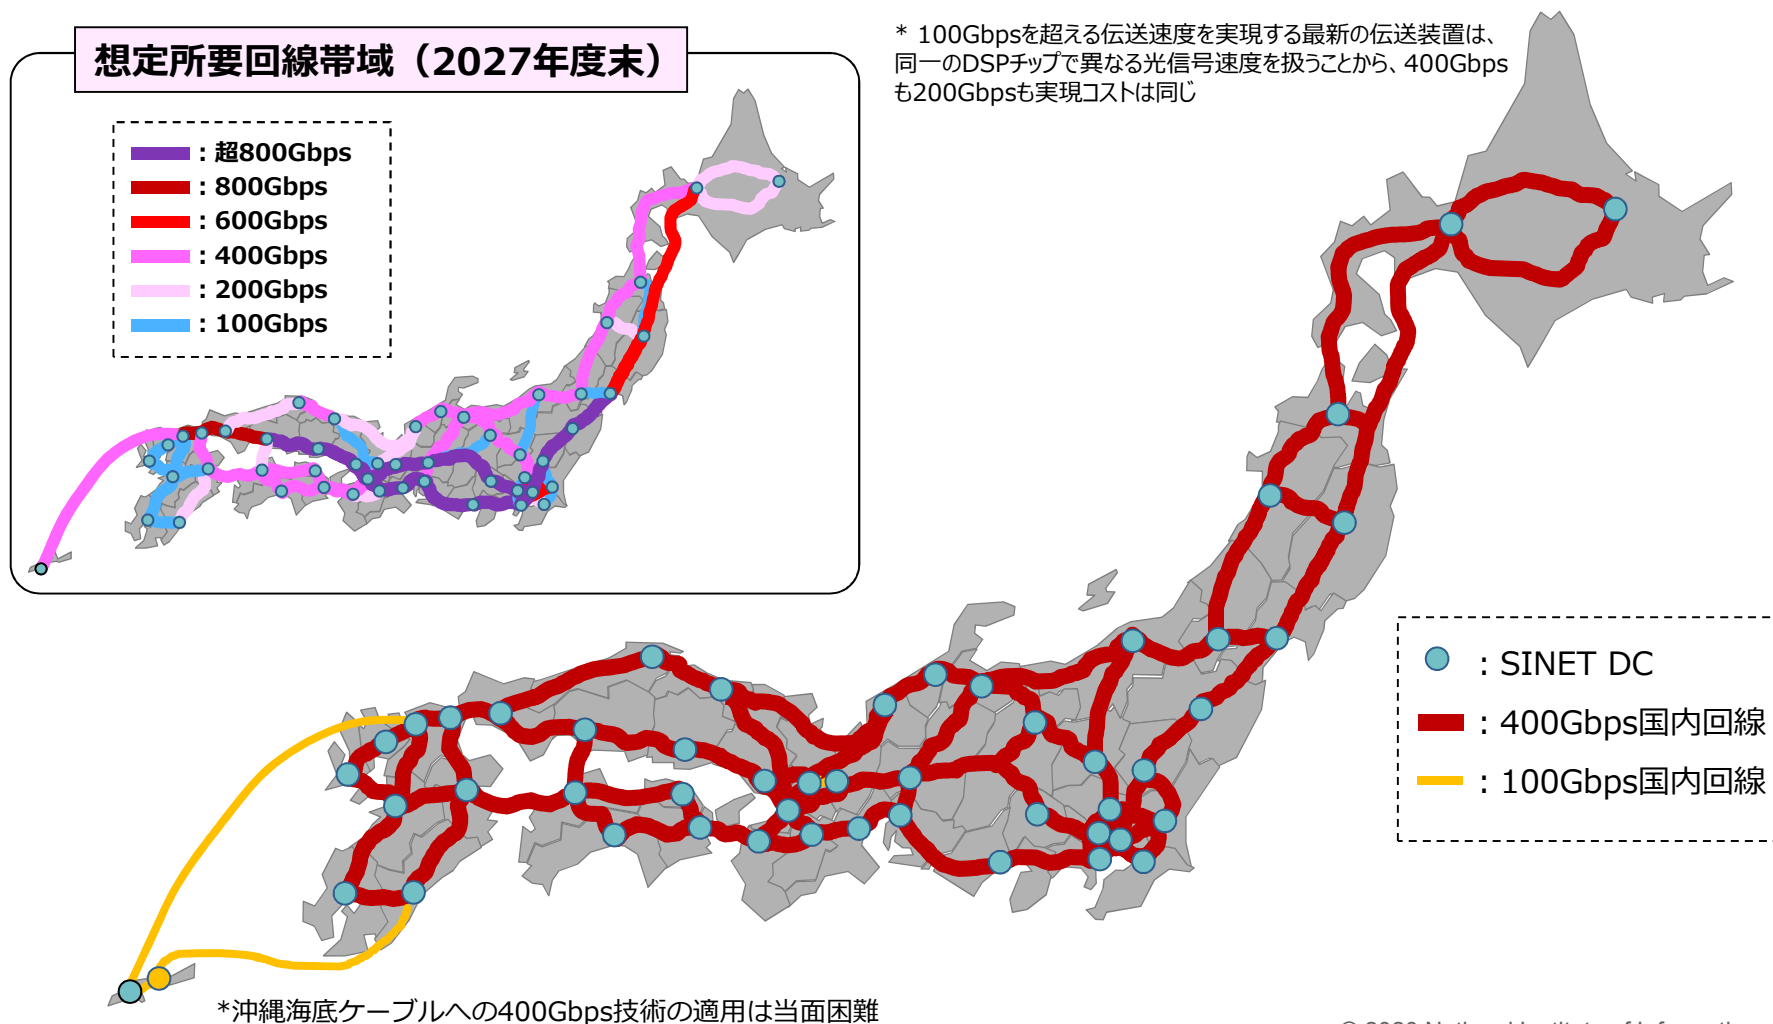 想定所要回線帯域（2027年度末）
：超800Gbps
：800Gbps
：600Gbps
：400Gbps
：200Gbps
：100Gbps
* 100Gbpsを超える伝送速度を実現する最新の伝送装置は、
同一のDSPチップで異なる光信号速度を扱うことから、400Gbps
も200Gbpsも実現コストは同じ
：SINET DC
：400Gbps国内回線
：100Gbps国内回線
*沖縄海底ケーブルへの400Gbps技術の適用は当面困難